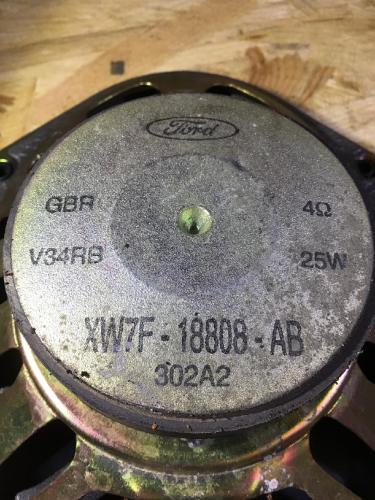 Ford
GBR 4Ω
V34RB 25W
XW7F-18808-AB
302A2